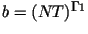 b = (NT)^{Γ1}